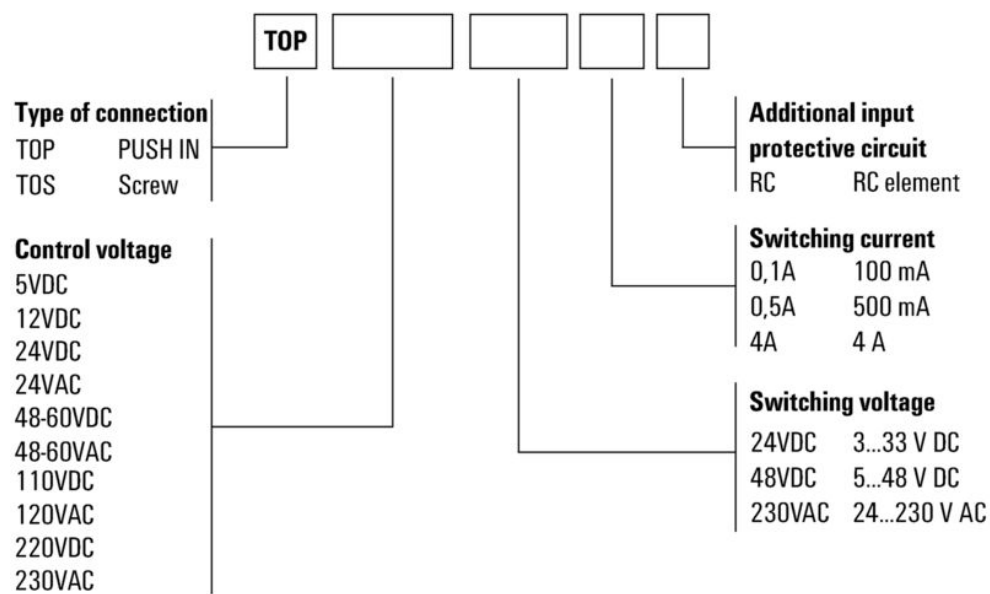 TOP
Type of connection
TOP PUSH IN
TOS Screw
Control voltage
5VDC
12VDC
24VDC
24VAC
48-60VDC
48-60VAC
110VDC
120VAC
220VDC
230VAC
Additional input
protective circuit
RC RC element
Switching current
0,1A 100 mA
0,5A 500 mA
4A 4 A
Switching voltage
24VDC 3...33 V DC
48VDC 5...48 V DC
230VAC 24...230 V AC